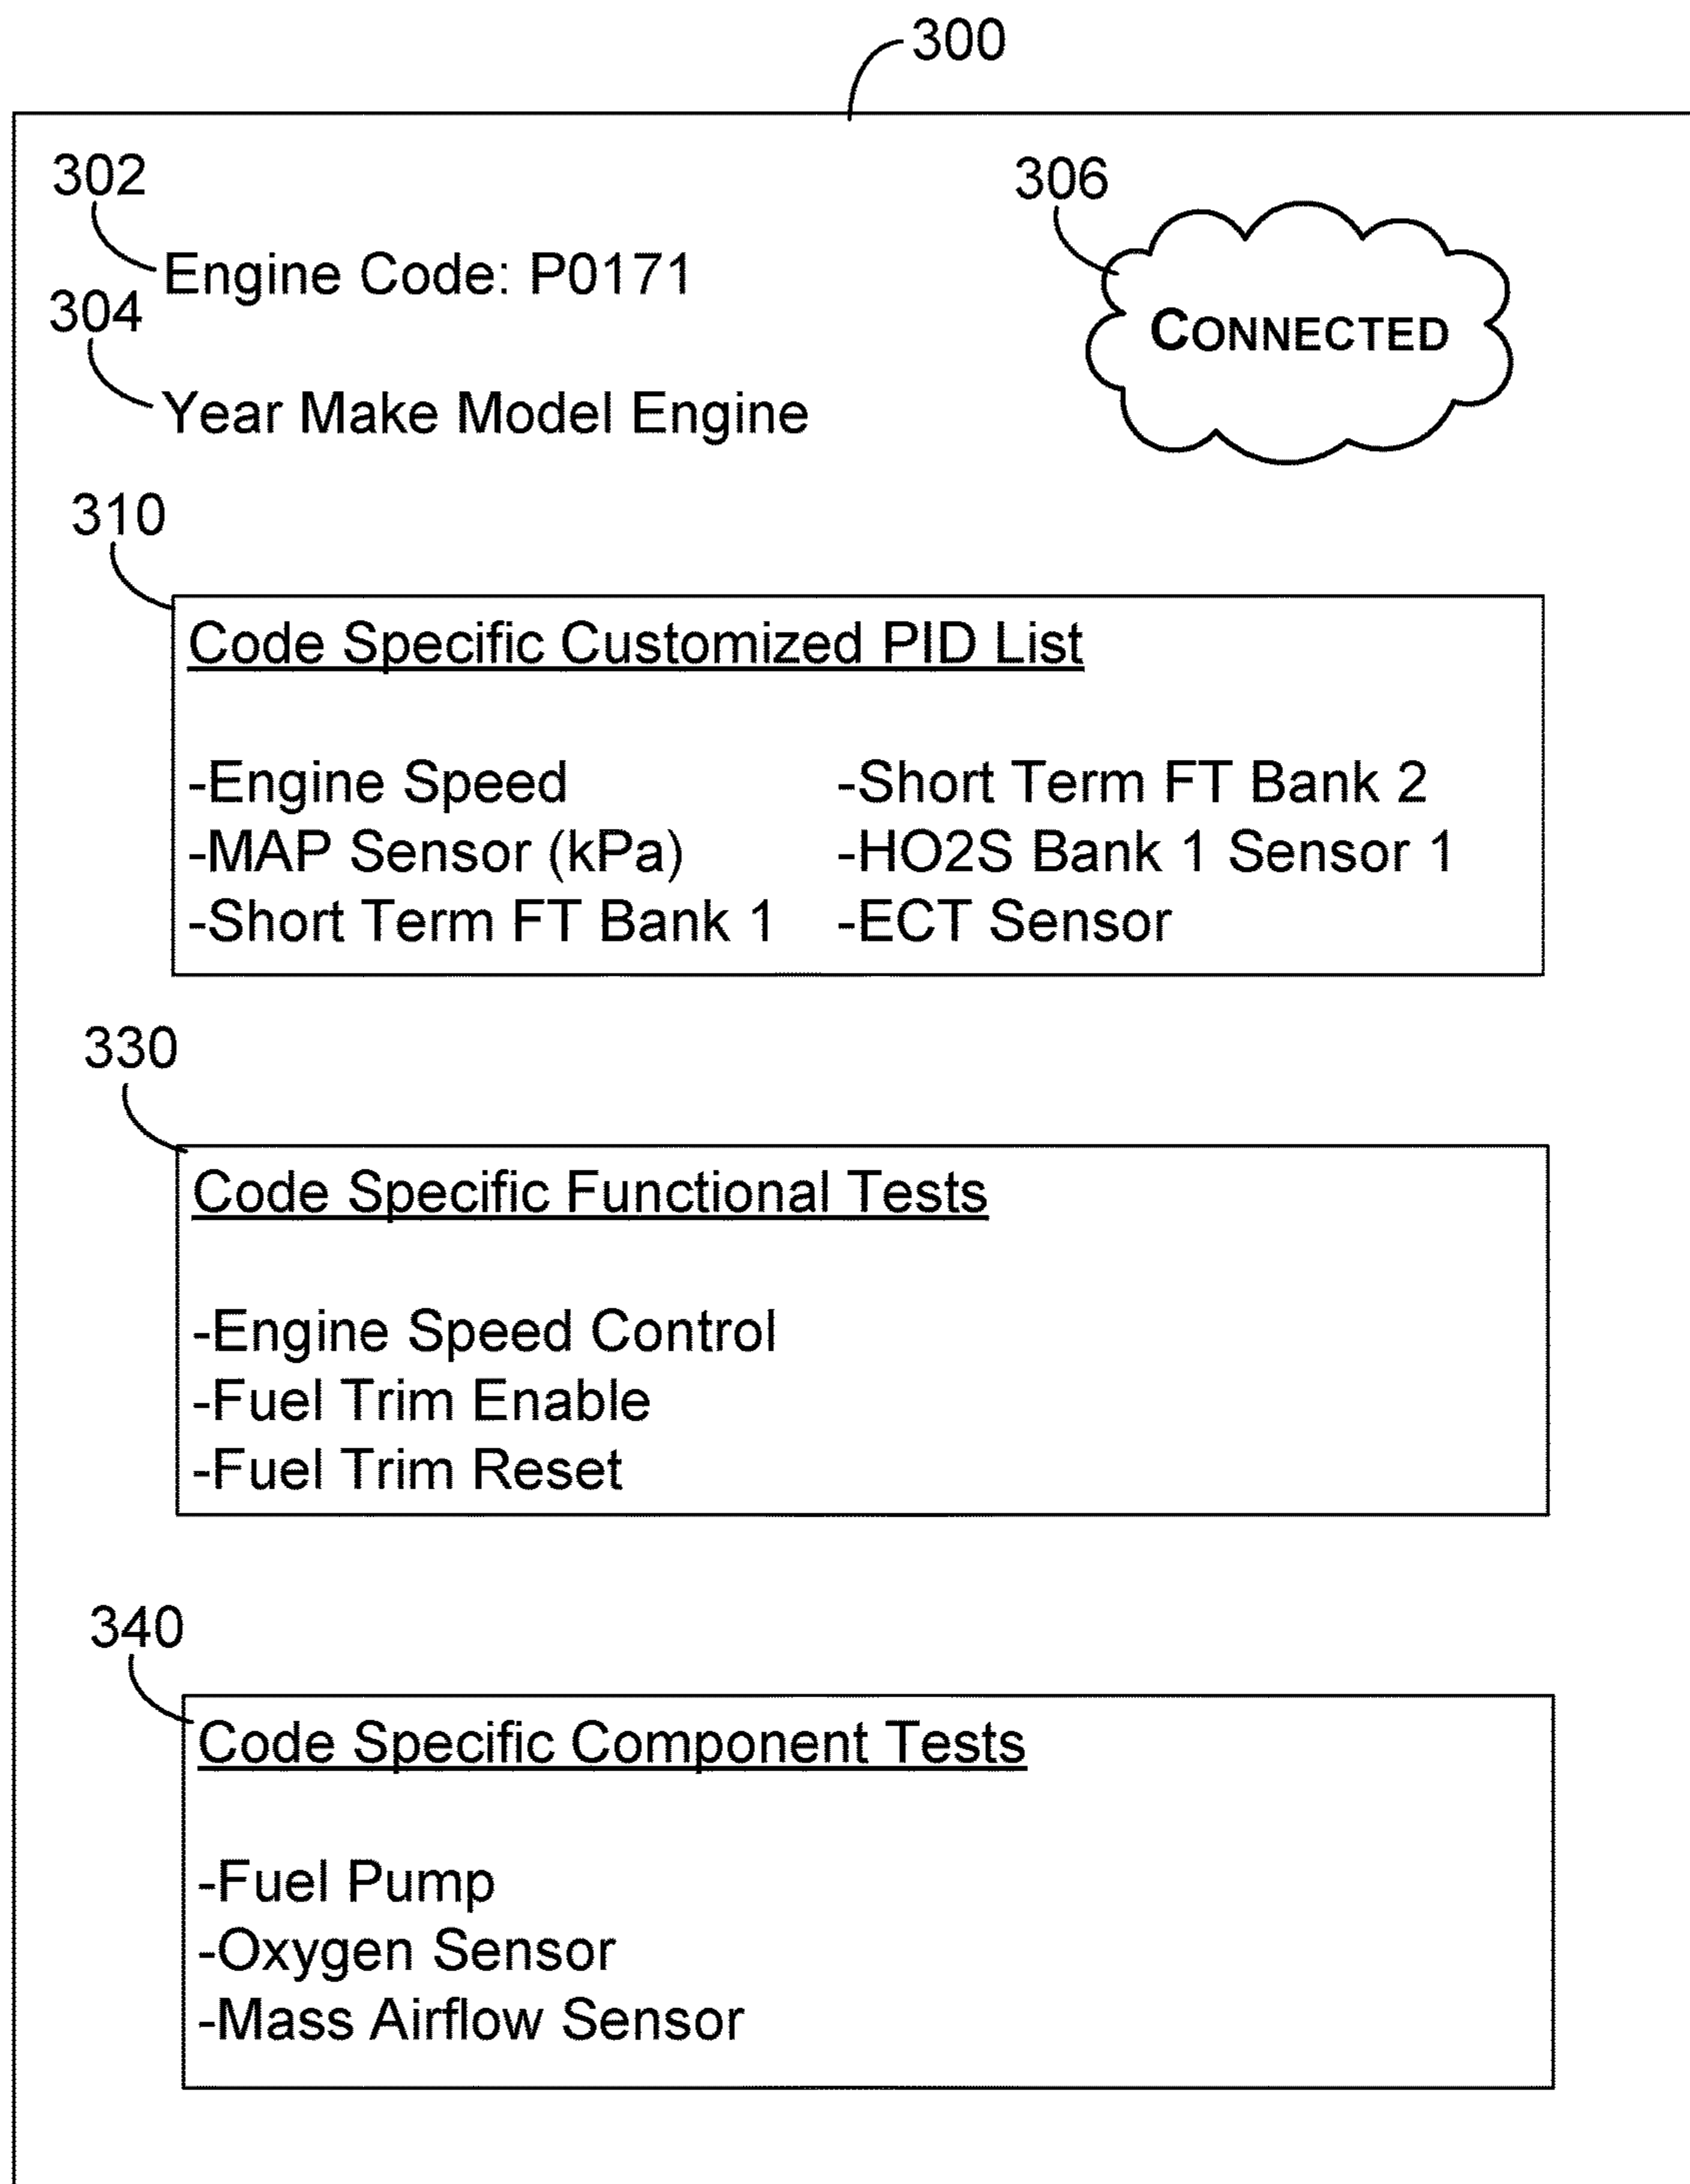 300
302
306
Engine Code: P0171
304
CONNECTED
Year Make Model Engine
310
Code Specific Customized PID List
-Engine Speed
-MAP Sensor (kPa)
-Short Term FT Bank 1
-Short Term FT Bank 2
-HO2S Bank 1 Sensor 1
-ECT Sensor
330
Code Specific Functional Tests
-Engine Speed Control
-Fuel Trim Enable
-Fuel Trim Reset
340
Code Specific Component Tests
-Fuel Pump
-Oxygen Sensor
-Mass Airflow Sensor